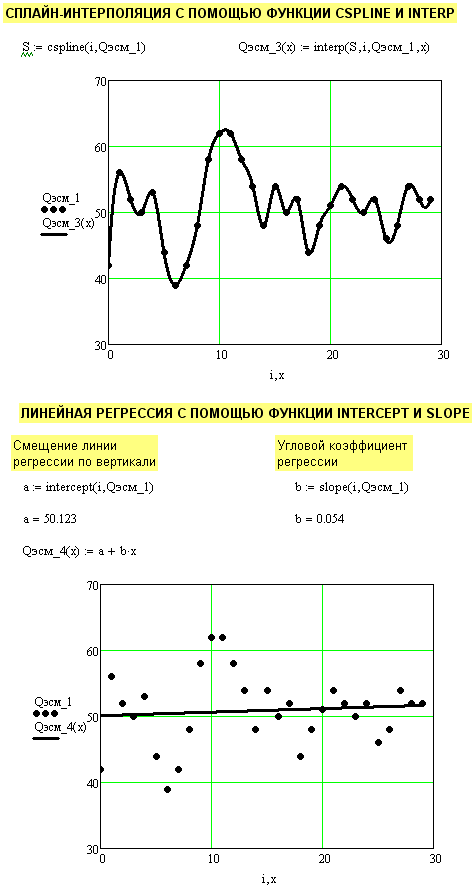 СПЛАЙН-ИНТЕРПОЛЯЦИЯ С ПОМОЩЬЮ ФУНКЦИИ CSPLINE И INTERP
S := cspline(i,Qэсм_1) Qэсм_3(x) := interp(S,i,Qэсм_1,x)
70
60
50
40
30
Qэсм_1
Qэсм_3(x)
0 10 20 30
i,x
ЛИНЕЙНАЯ РЕГРЕССИЯ С ПОМОЩЬЮ ФУНКЦИИ INTERCEPT И SLOPE
Смещение линии
регрессии по вертикали
Угловой коэффициент
регрессии
a := intercept(i,Qэсм_1) b := slope(i,Qэсм_1)
a = 50.123 b = 0.054
Qэсм_4(x) := a + b·x
70
60
50
40
30
Qэсм_1
Qэсм_4(x)
0 10 20 30
i,x